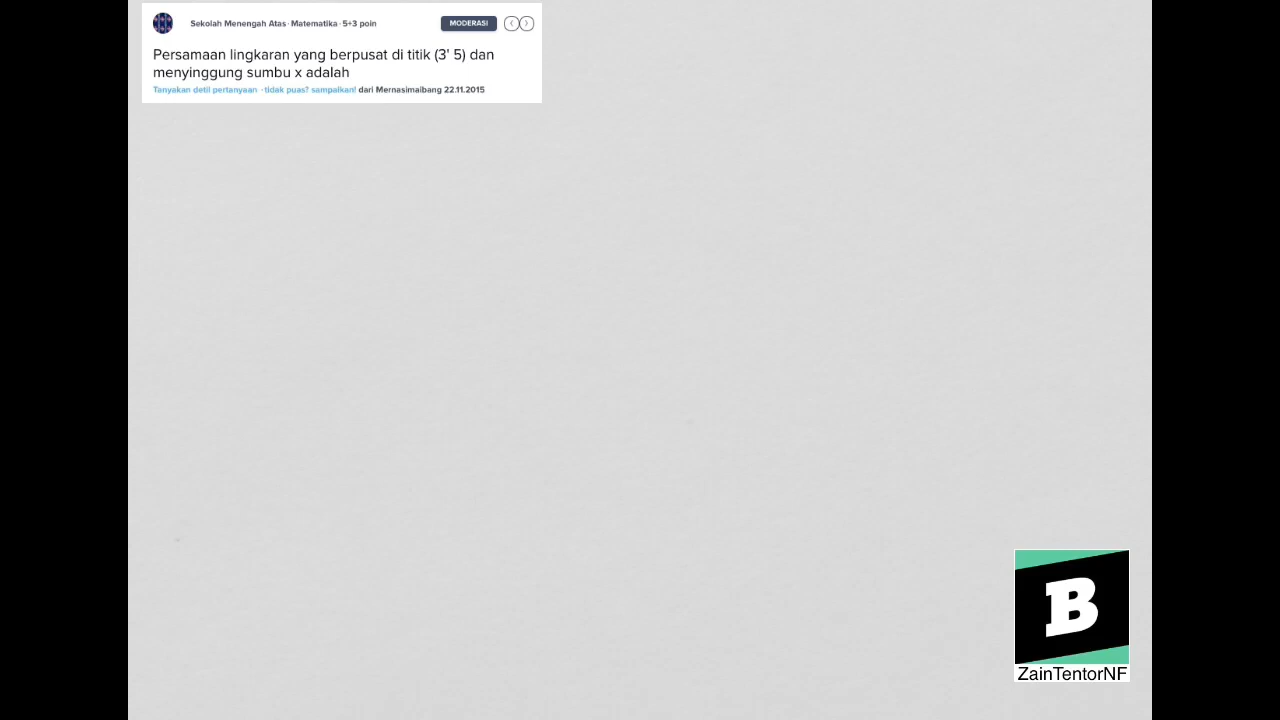 Sekolah Menengah Atas · Matematika · 5+3 poin
MODERASI
Persamaan lingkaran yang berpusat di titik (3' 5) dan
menyinggung sumbu x adalah
Tanyakan detil pertanyaan · tidak puas? sampaikan! dari Mernasimaibang 22.11.2015
B
ZainTentorNF